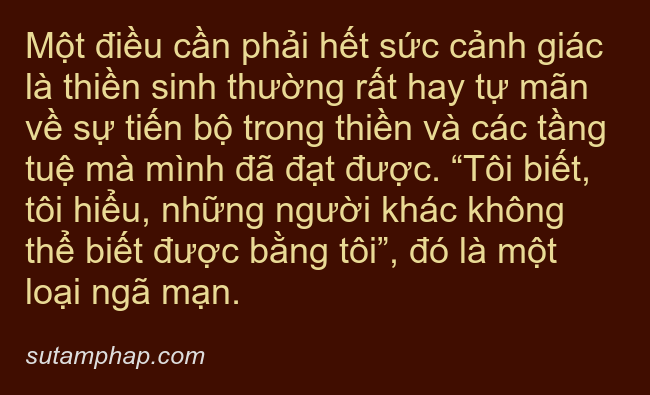 Một điều cần phải hết sức cảnh giác
là thiền sinh thường rất hay tự mãn
về sự tiến bộ trong thiền và các tầng
tuệ mà mình đã đạt được. “Tôi biết,
tôi hiểu, những người khác không
thể biết được bằng tôi”, đó là một
loại ngã mạn.
sutamphap.com